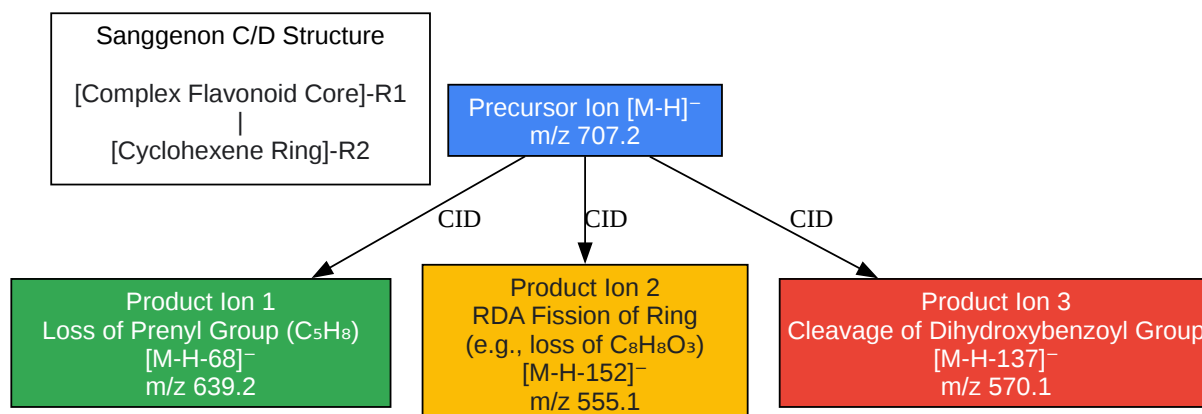 Sanggenon C/D Structure
[Complex Flavonoid Core]-R1
|
[Cyclohexene Ring]-R2
Precursor Ion [M-H]⁻
m/z 707.2
CID
CID
CID
Product Ion 1
Loss of Prenyl Group (C₅H₈)
[M-H-68]⁻
m/z 639.2
Product Ion 2
RDA Fission of Ring
(e.g., loss of C₈H₈O₃)
[M-H-152]⁻
m/z 555.1
Product Ion 3
Cleavage of Dihydroxybenzoyl Group
[M-H-137]⁻
m/z 570.1